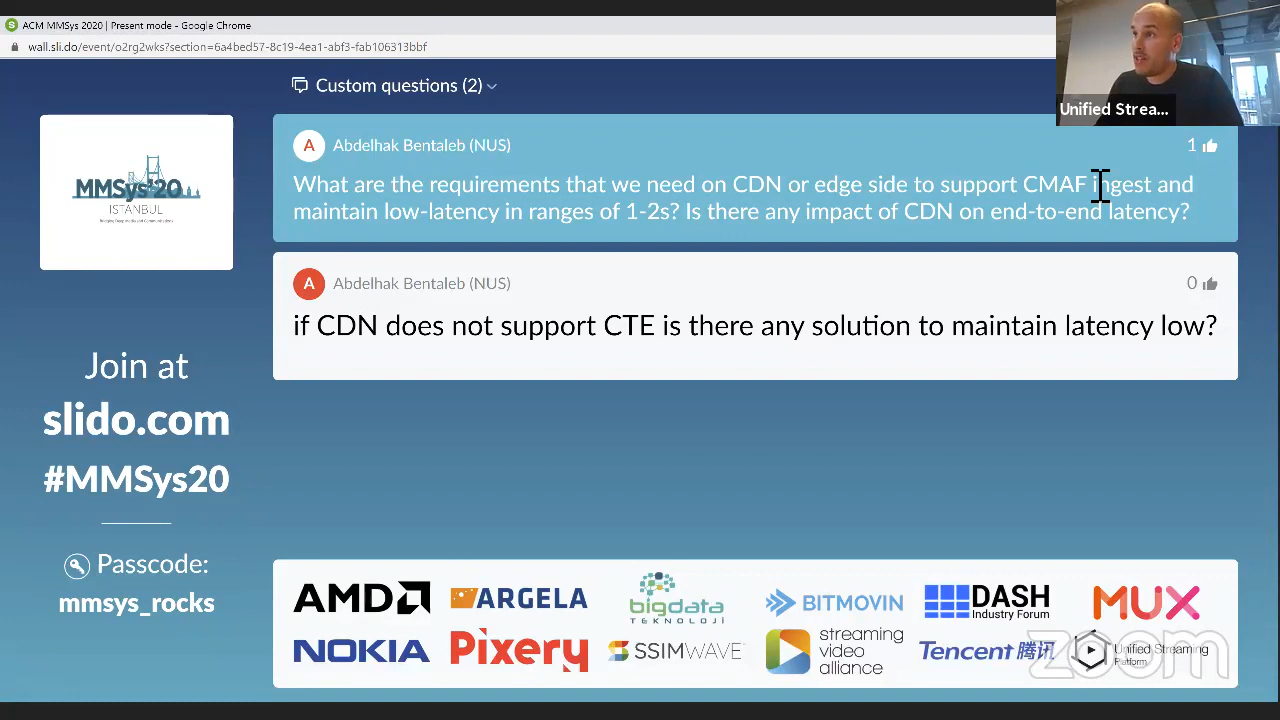 ACM MMSys 2020 | Present mode - Google Chrome
wall.sli.do/event/o2rg2wks?section=6a4bed57-8c19-4ea1-abf3-fab106313bbf
Unified Strea...
Custom questions (2)
MMSys'20
ISTANBUL
A Abdelhak Bentaleb (NUS) 1
What are the requirements that we need on CDN or edge side to support CMAF ingest and
maintain low-latency in ranges of 1-2s? Is there any impact of CDN on end-to-end latency?
A Abdelhak Bentaleb (NUS) 0
if CDN does not support CTE is there any solution to maintain latency low?
Join at
slido.com
#MMSys20
Passcode:
mmsys_rocks
AMD ARGELA bigdata TEKNOLOJİ BITMOVIN DASH Industry Forum MUX
NOKIA Pixery SSIMWAVE streaming video alliance Tencent 腾讯 Unified Streaming Platform
zoom